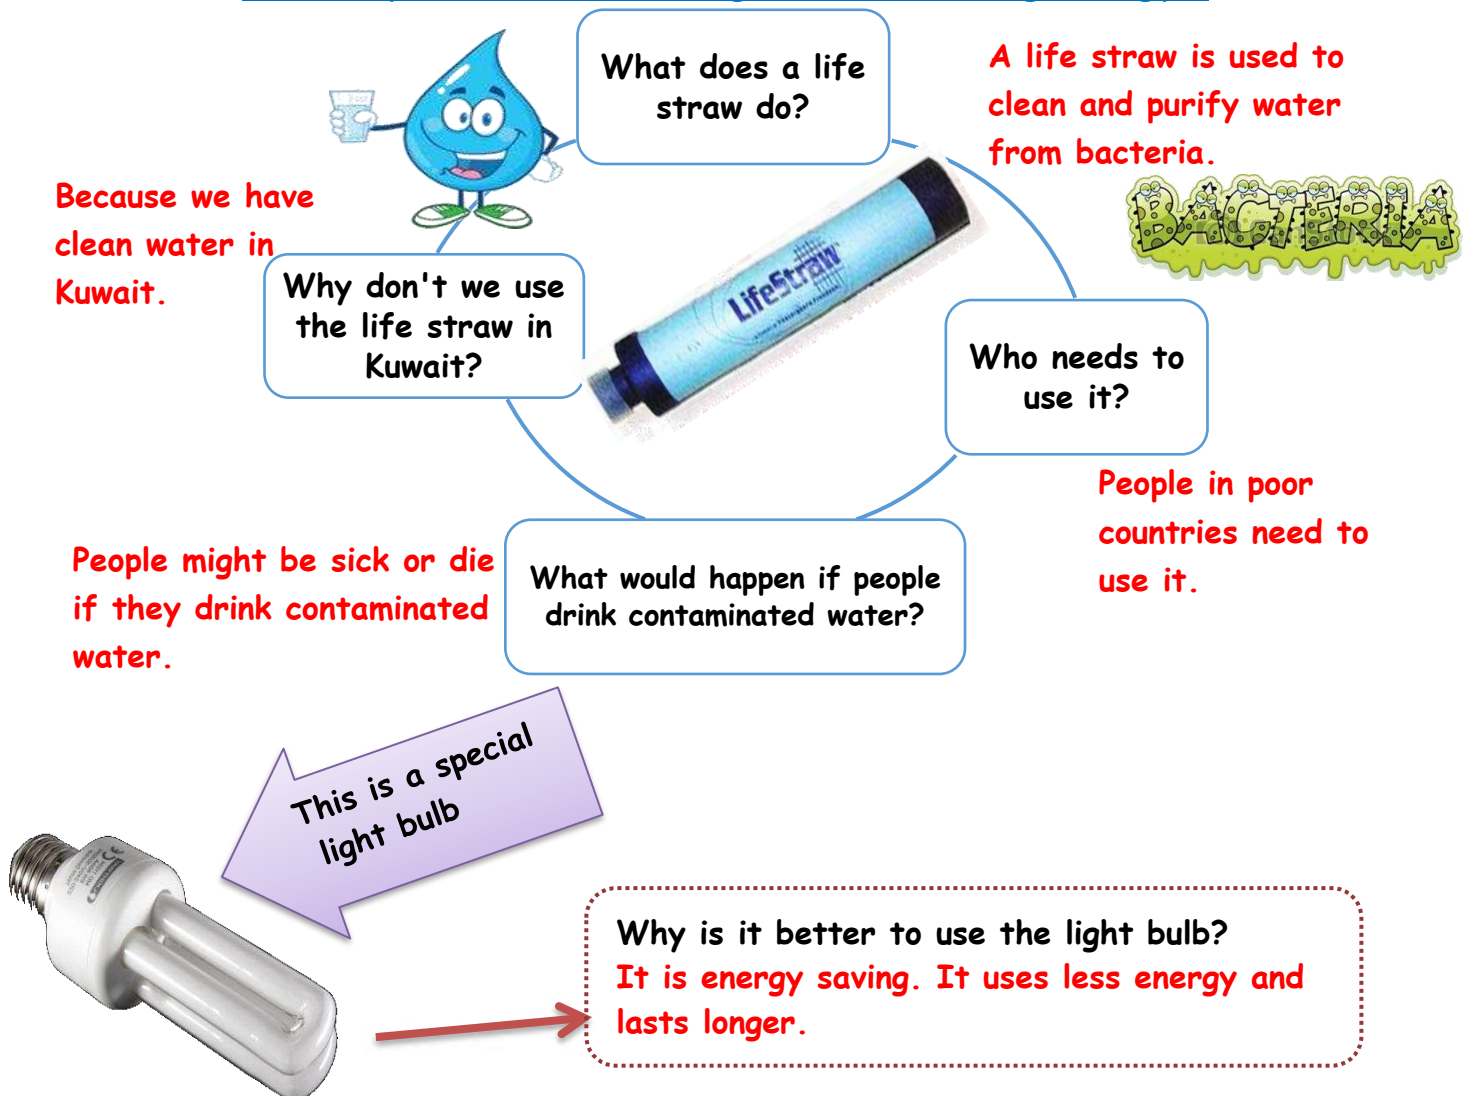 What does a life
straw do?
A life straw is used to
clean and purify water
from bacteria.
BACTERIA
Because we have
clean water in
Kuwait.
Why don't we use
the life straw in
Kuwait?
LifeStraw
Who needs to
use it?
People in poor
countries need to
use it.
People might be sick or die
if they drink contaminated
water.
What would happen if people
drink contaminated water?
This is a special
light bulb
Why is it better to use the light bulb?
It is energy saving. It uses less energy and
lasts longer.